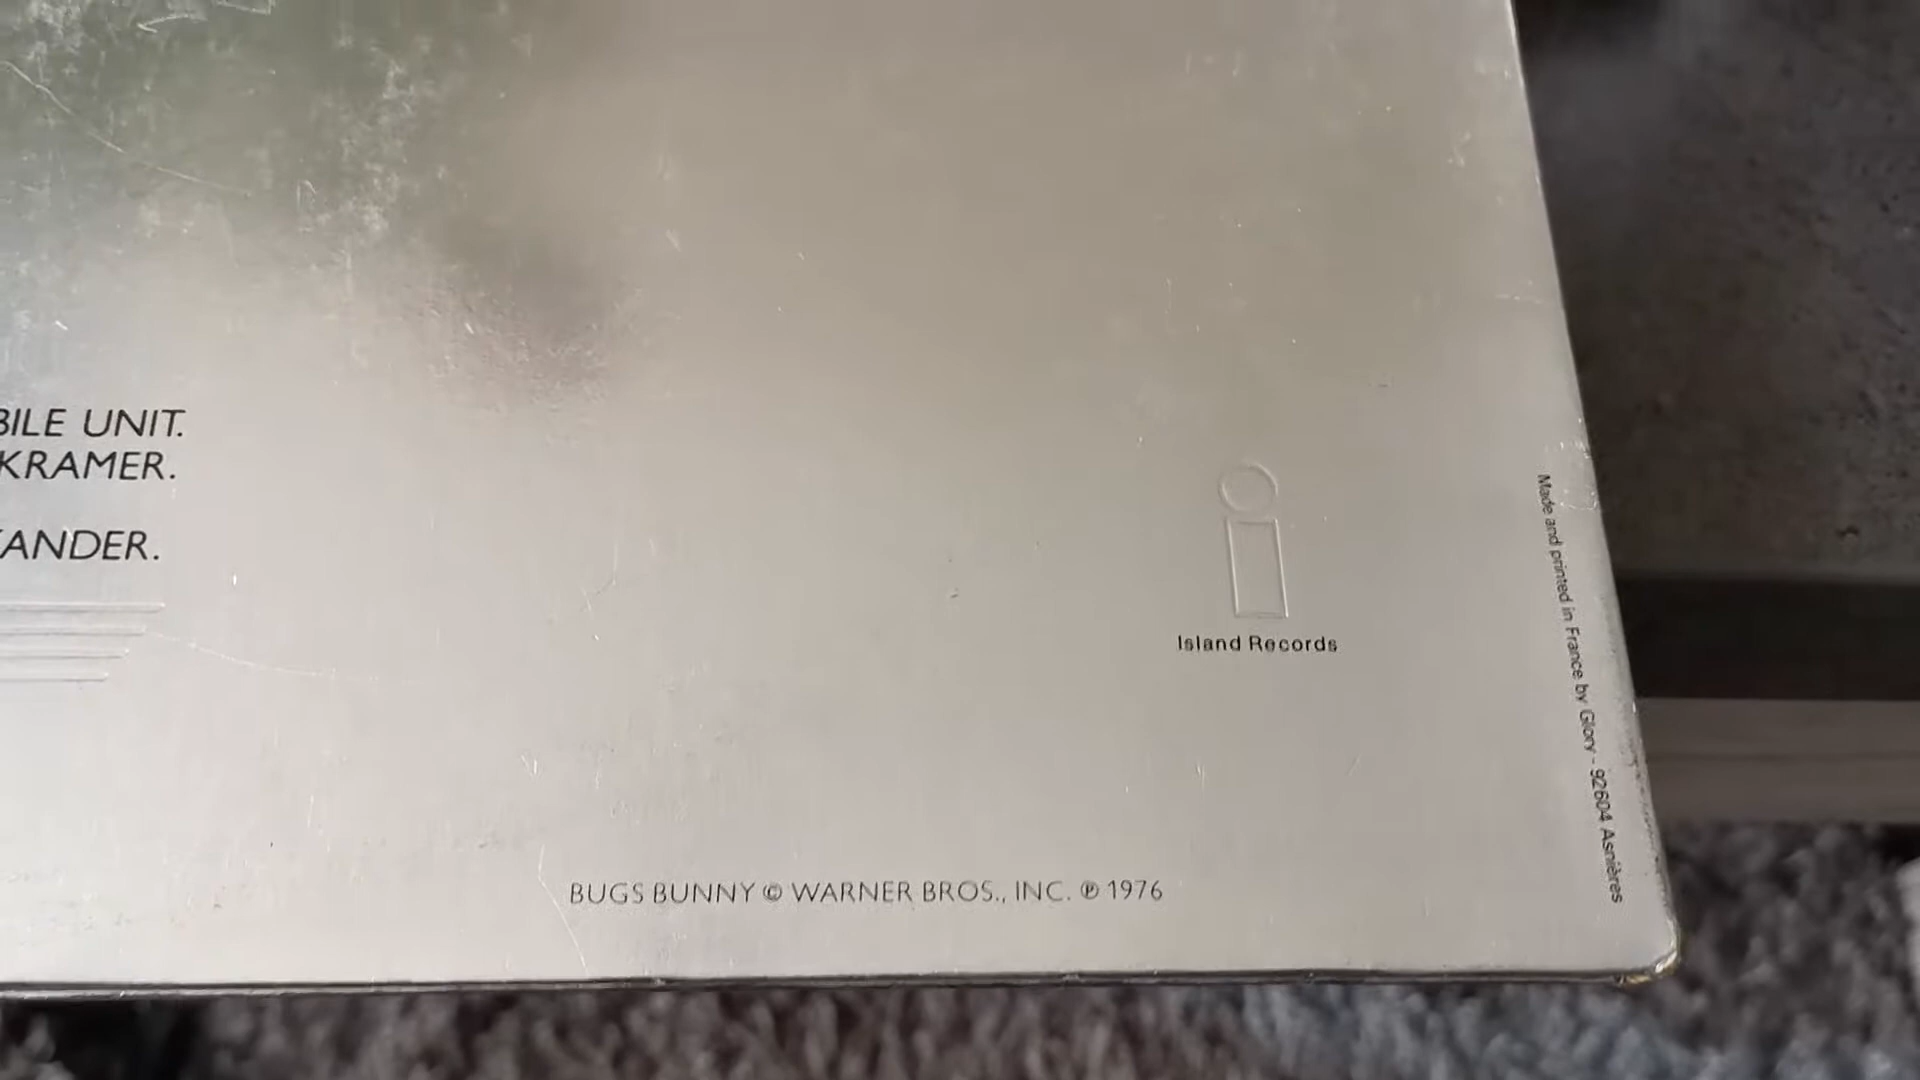 BILE UNIT.
KRAMER.
ANDER.
Island Records
Made and printed in France by Glory - 92604 Asnières
BUGS BUNNY © WARNER BROS., INC. ℗ 1976